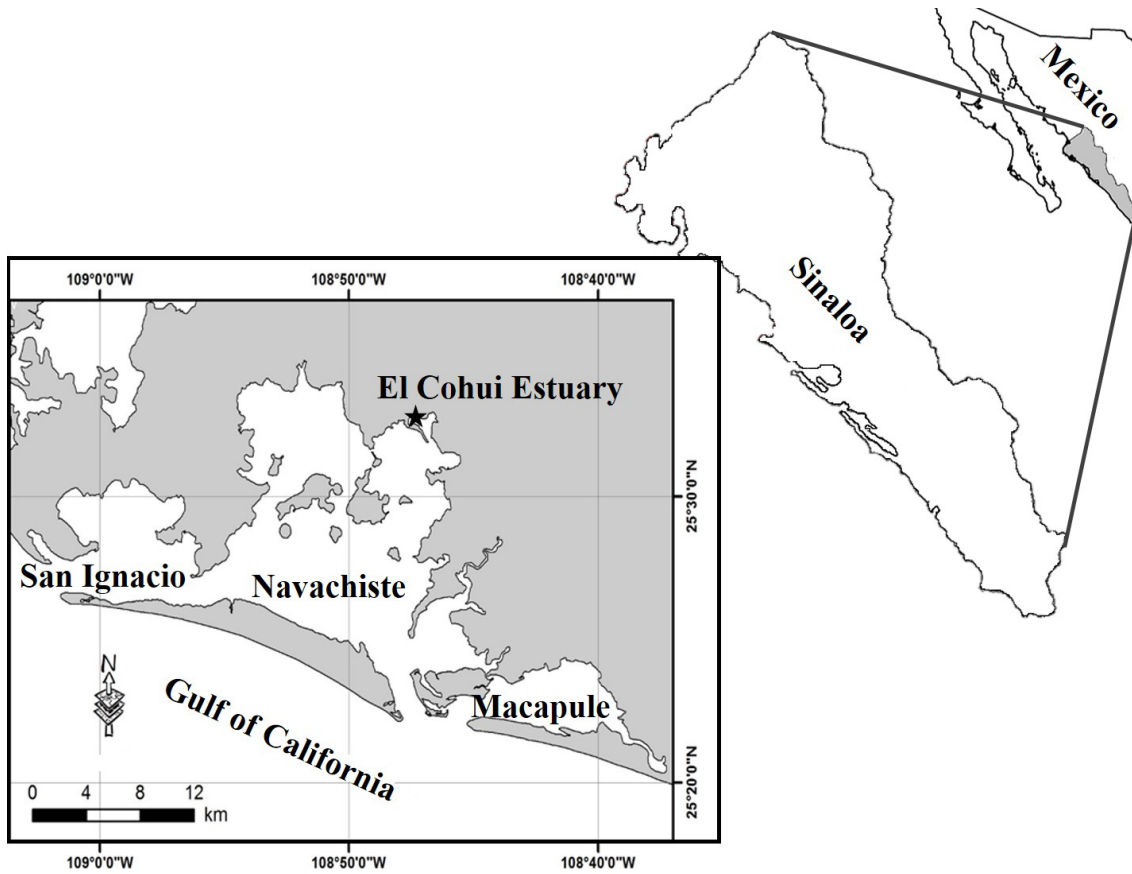 Mexico
Sinaloa
109°0'0"W
108°50'0"W
108°40'0"W
El Cohui Estuary
25°30'0"N
San Ignacio
Navachiste
N
Macapule
Gulf of California
25°20'0"N
0 4 8 12
km
109°0'0"W
108°50'0"W
108°40'0"W